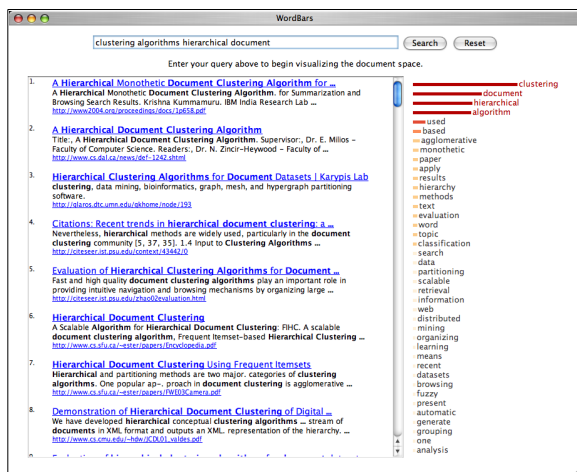 WordBars
clustering algorithms hierarchical document
Search
Reset
Enter your query above to begin visualizing the document space.
1. A Hierarchical Monothetic Document Clustering Algorithm for ...
A Hierarchical Monothetic Document Clustering Algorithm. for Summarization and
Browsing Search Results. Krishna Kummamuru. IBM India Research Lab ...
http://www2004.org/proceedings/docs/1p658.pdf
2. A Hierarchical Document Clustering Algorithm
Title:, A Hierarchical Document Clustering Algorithm. Supervisor:, Dr. E. Milios -
Faculty of Computer Science. Readers:, Dr. N. Zincir-Heywood - Faculty of ...
http://www.cs.dal.ca/news/def-1242.shtml
3. Hierarchical Clustering Algorithms for Document Datasets | Karypis Lab
clustering, data mining, bioinformatics, graph, mesh, and hypergraph partitioning
software.
http://glaros.dtc.umn.edu/gkhome/node/193
4. Citations: Recent trends in hierarchical document clustering: a ...
Nevertheless, hierarchical methods are widely used, particularly in the document
clustering community [5, 37, 35]. 1.4 Input to Clustering Algorithms ...
http://citeseer.ist.psu.edu/context/43442/0
5. Evaluation of Hierarchical Clustering Algorithms for Document ...
Fast and high quality document clustering algorithms play an important role in
providing intuitive navigation and browsing mechanisms by organizing large ...
http://citeseer.ist.psu.edu/zhao02evaluation.html
6. Hierarchical Document Clustering
A Scalable Algorithm for Hierarchical Document Clustering: FIHC. A scalable
document clustering algorithm, Frequent Itemset-based Hierarchical Clustering ...
http://www.cs.sfu.ca/~ester/papers/Encyclopedia.pdf
7. Hierarchical Document Clustering Using Frequent Itemsets
Hierarchical and partitioning methods are two major. categories of clustering
algorithms. One popular ap-. proach in document clustering is agglomerative ...
http://www.cs.sfu.ca/~ester/papers/FWE03Camera.pdf
8. Demonstration of Hierarchical Document Clustering of Digital ...
We have developed hierarchical conceptual clustering algorithms ... stream of
documents in XML format and outputs an XML. representation of the hierarchy. ...
http://www.cs.cmu.edu/~hdw/JCDL01_valdes.pdf
clustering
document
hierarchical
algorithm
used
based
agglomerative
monothetic
paper
apply
results
hierarchy
methods
text
evaluation
word
topic
classification
search
data
partitioning
scalable
retrieval
information
web
distributed
mining
organizing
learning
means
recent
datasets
browsing
fuzzy
present
automatic
generate
grouping
one
analysis